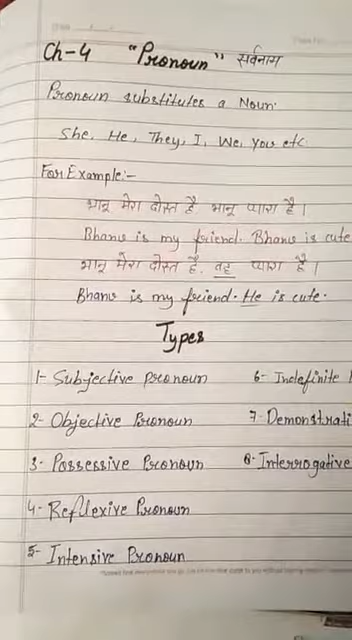 Ch-4 "Pronoun" सर्वनाम
Pronoun substitutes a Noun.
She, He, They, I, We, You etc.
For Example:-
भानू मेरा दोस्त है, भानू प्यारा है।
Bhanu is my friend. Bhanu is cute
भानू मेरा दोस्त है, वह प्यारा है।
Bhanu is my friend. He is cute.
Types
1- Subjective pronoun 6- Indefinite
2- Objective Pronoun 7- Demonstrati
3- Possessive Pronoun 8- Interrogative
4- Reflexive Pronoun
5- Intensive Pronoun